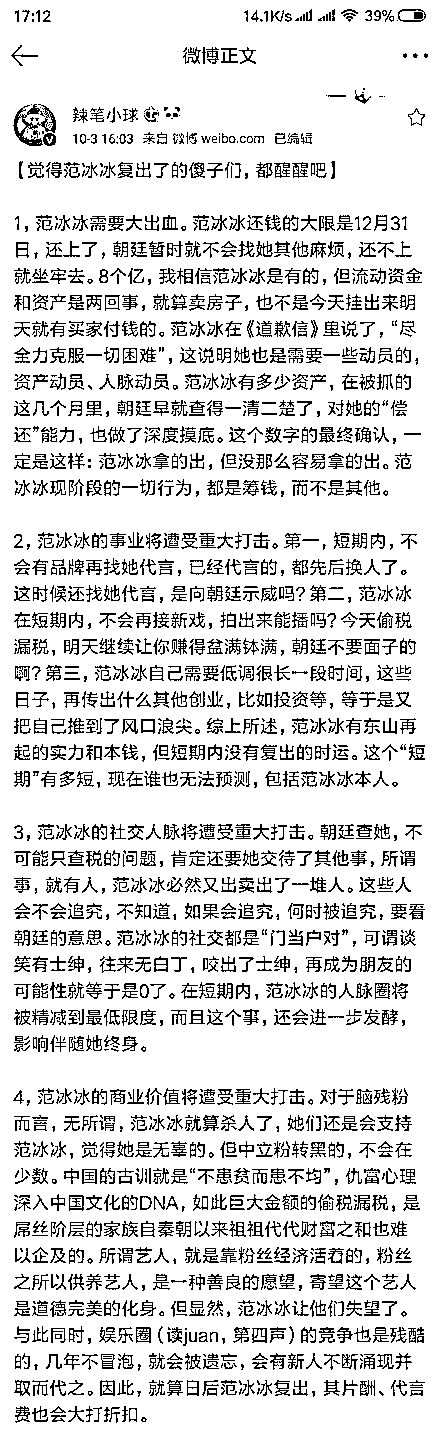 17:12
14.1K/s 39%
微博正文
辣笔小球
10-3 16:03 来自 微博 weibo.com 已编辑
【觉得范冰冰复出了的傻子们，都醒醒吧】
1，范冰冰需要大出血。范冰冰还钱的大限是12月31
日，还上了，朝廷暂时就不会找她其他麻烦，还不上
就坐牢去。8个亿，我相信范冰冰是有的，但流动资金
和资产是两回事，就算卖房子，也不是今天挂出来明
天就有买家付钱的。范冰冰在《道歉信》里说了，“尽
全力克服一切困难”，这说明她也是需要一些动员的，
资产动员、人脉动员。范冰冰有多少资产，在被抓的
这几个月里，朝廷早就查得一清二楚了，对她的“偿
还”能力，也做了深度摸底。这个数字的最终确认，一
定是这样：范冰冰拿的出，但没那么容易拿的出。范
冰冰现阶段的一切行为，都是筹钱，而不是其他。
2，范冰冰的事业将遭受重大打击。第一，短期内，不
会有品牌再找她代言，已经代言的，都先后换人了。
这时候还找她代言，是向朝廷示威吗？第二，范冰冰
在短期内，不会再接新戏，拍出来能播吗？今天偷税
漏税，明天继续让你赚得盆满钵满，朝廷不要面子的
啊？第三，范冰冰自己需要低调很长一段时间，这些
日子，再传出什么其他创业，比如投资等，等于是又
把自己推到了风口浪尖。综上所述，范冰冰有东山再
起的实力和本钱，但短期内没有复出的时运。这个“短
期”有多短，现在谁也无法预测，包括范冰冰本人。
3，范冰冰的社交人脉将遭受重大打击。朝廷查她，不
可能只查税的问题，肯定还要她交待了其他事，所谓
事，就有人，范冰冰必然又出卖出了一堆人。这些人
会不会追究，不知道，如果会追究，何时被追究，要看
朝廷的意思。范冰冰的社交都是“门当户对”，可谓谈
笑有士绅，往来无白丁，咬出了士绅，再成为朋友的
可能性就等于是0了。在短期内，范冰冰的人脉圈将
被精减到最低限度，而且这个事，还会进一步发酵，
影响伴随她终身。
4，范冰冰的商业价值将遭受重大打击。对于脑残粉
而言，无所谓，范冰冰就算杀人了，她们还是会支持
范冰冰，觉得她是无辜的。但中立粉转黑的，不会在
少数。中国的古训就是“不患贫而患不均”，仇富心理
深入中国文化的DNA，如此巨大金额的偷税漏税，是
屌丝阶层的家族自秦朝以来祖祖代代财富之和也难
以企及的。所谓艺人，就是靠粉丝经济活着的，粉丝
之所以供养艺人，是一种善良的愿望，寄望这个艺人
是道德完美的化身。但显然，范冰冰让他们失望了。
与此同时，娱乐圈（读juan，第四声）的竞争也是残酷
的，几年不冒泡，就会被遗忘，会有新人不断涌现并
取而代之。因此，就算日后范冰冰复出，其片酬、代言
费也会大打折扣。